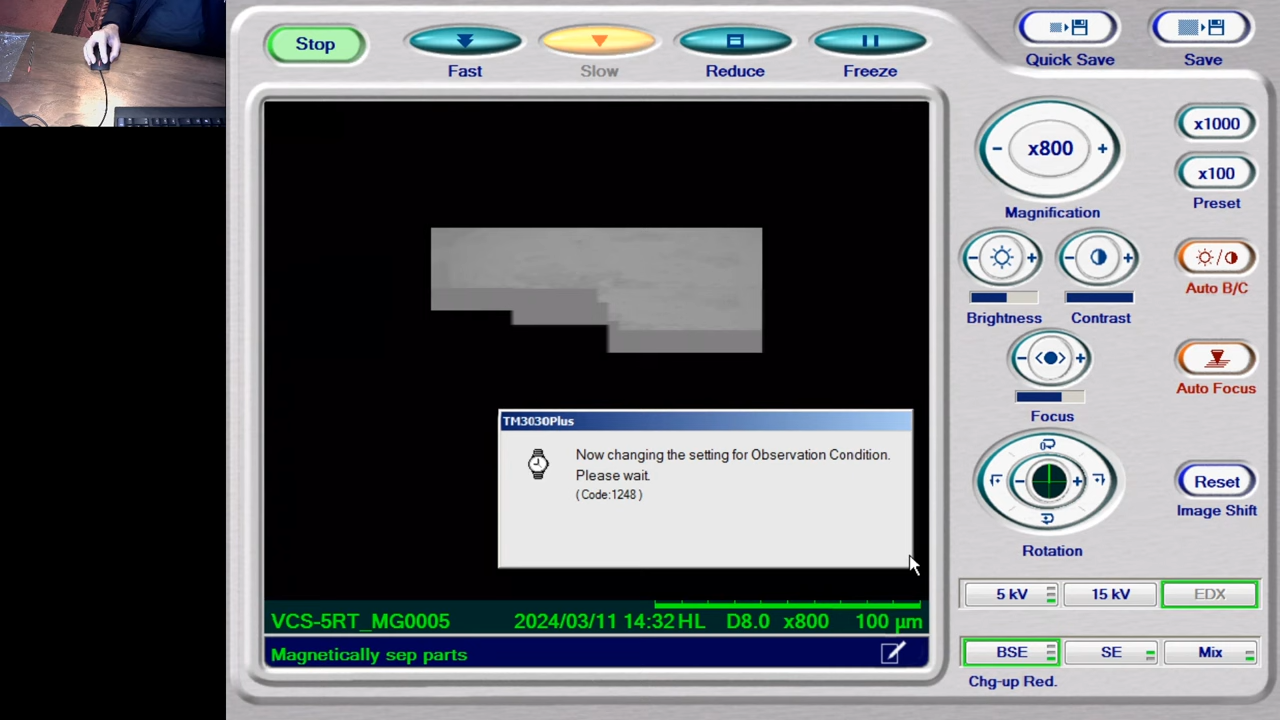 Stop
Fast
Slow
Reduce
Freeze
Quick Save
Save
x800
Magnification
x1000
x100
Preset
Brightness
Contrast
Auto B/C
Focus
Auto Focus
Rotation
Reset
Image Shift
TM3030Plus
Now changing the setting for Observation Condition.
Please wait.
(Code:1248)
5 kV 15 kV EDX
VCS-5RT_MG0005 2024/03/11 14:32 HL D8.0 x800 100 µm
Magnetically sep parts
BSE SE Mix
Chg-up Red.